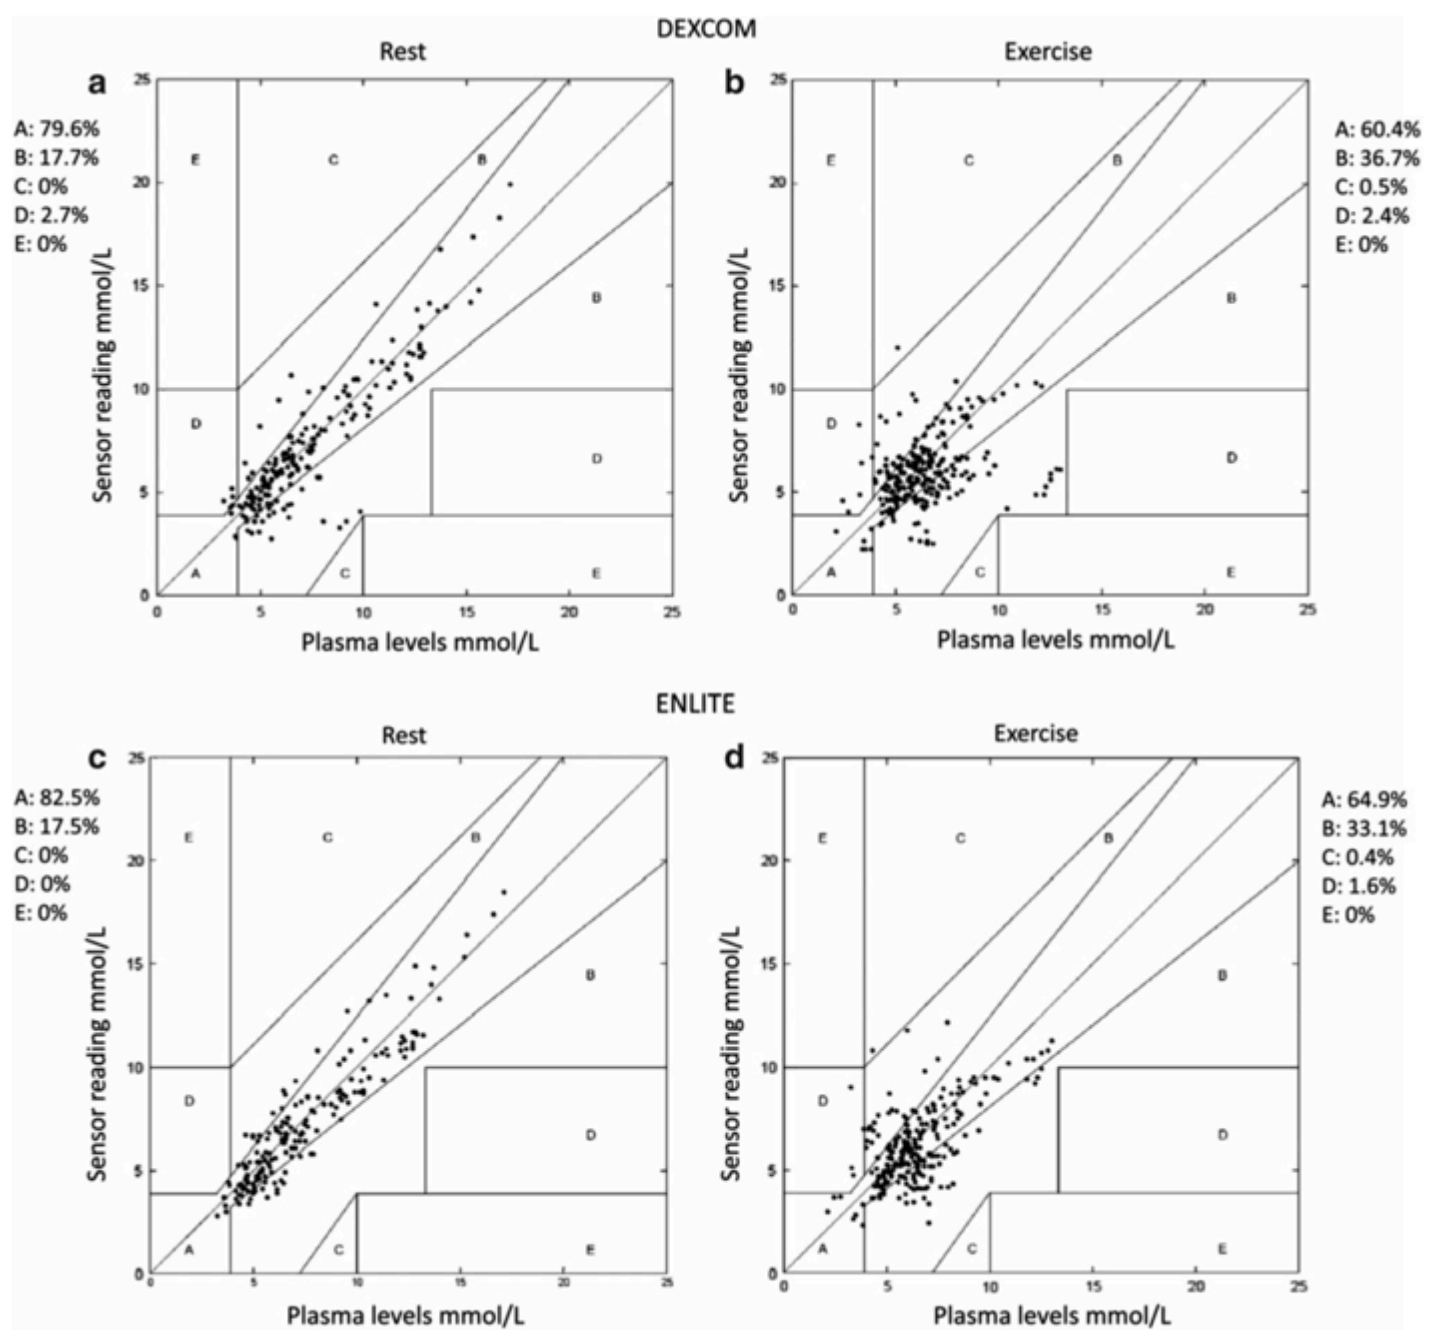 DEXCOM
Rest
Exercise
a
b
A: 79.6%
B: 17.7%
C: 0%
D: 2.7%
E: 0%
A: 60.4%
B: 36.7%
C: 0.5%
D: 2.4%
E: 0%
Sensor reading mmol/L
25
20
15
10
5
0
E
C
B
B
D
D
A
C
E
0
5
10
15
20
25
Plasma levels mmol/L
Sensor reading mmol/L
25
20
15
10
5
0
E
C
B
B
D
D
A
C
E
0
5
10
15
20
25
Plasma levels mmol/L
ENLITE
Rest
Exercise
c
d
A: 82.5%
B: 17.5%
C: 0%
D: 0%
E: 0%
A: 64.9%
B: 33.1%
C: 0.4%
D: 1.6%
E: 0%
Sensor reading mmol/L
25
20
15
10
5
0
E
C
B
B
D
D
A
C
E
0
5
10
15
20
25
Plasma levels mmol/L
Sensor reading mmol/L
25
20
15
10
5
0
E
C
B
B
D
D
A
C
E
0
5
10
15
20
25
Plasma levels mmol/L